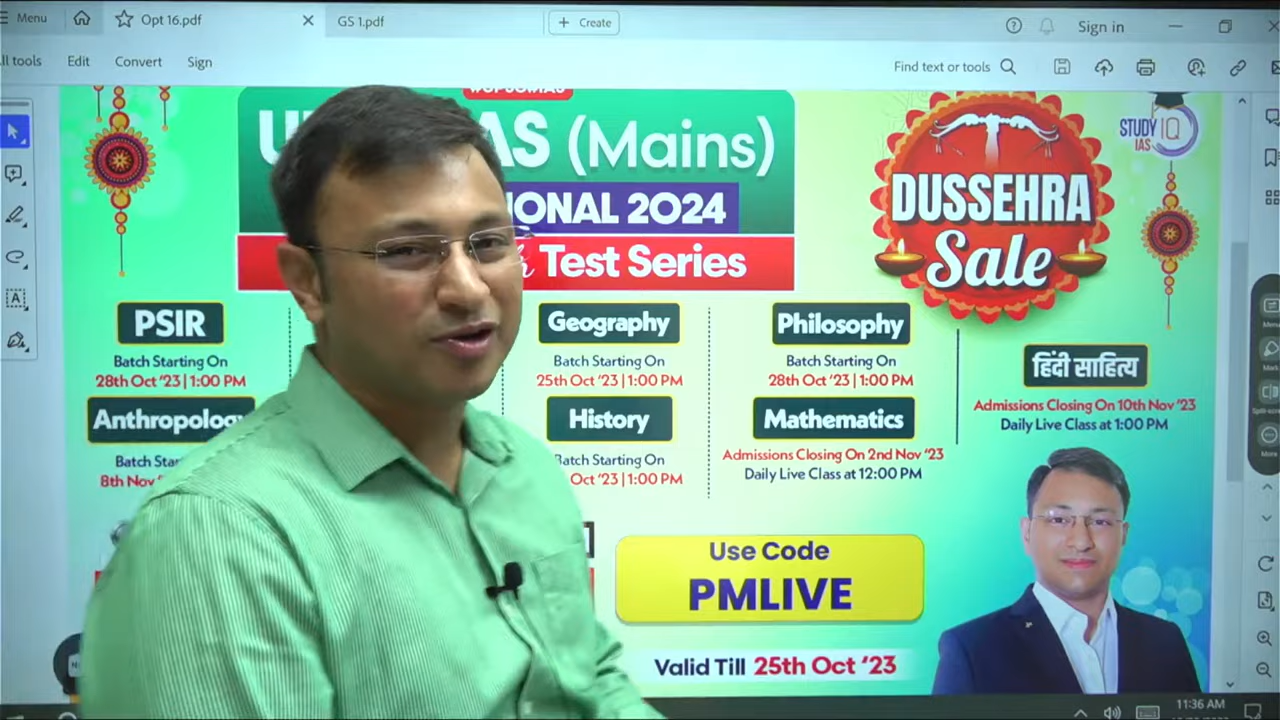 Menu
Opt 16.pdf
GS 1.pdf
Create
Sign in
All tools
Edit
Convert
Sign
Find text or tools
(Mains)
2024
Test Series
DUSSEHRA
Sale
STUDY IQ
IAS
PSIR
Batch Starting On
28th Oct '23 | 1:00 PM
Geography
Batch Starting On
25th Oct '23 | 1:00 PM
Philosophy
Batch Starting On
28th Oct '23 | 1:00 PM
हिंदी साहित्य
Admissions Closing On 10th Nov '23
Daily Live Class at 1:00 PM
Anthropology
8th Nov
History
Batch Starting On
Oct '23 | 1:00 PM
Mathematics
Admissions Closing On 2nd Nov '23
Daily Live Class at 12:00 PM
Use Code
PMLIVE
Valid Till 25th Oct '23
More
11:36 AM